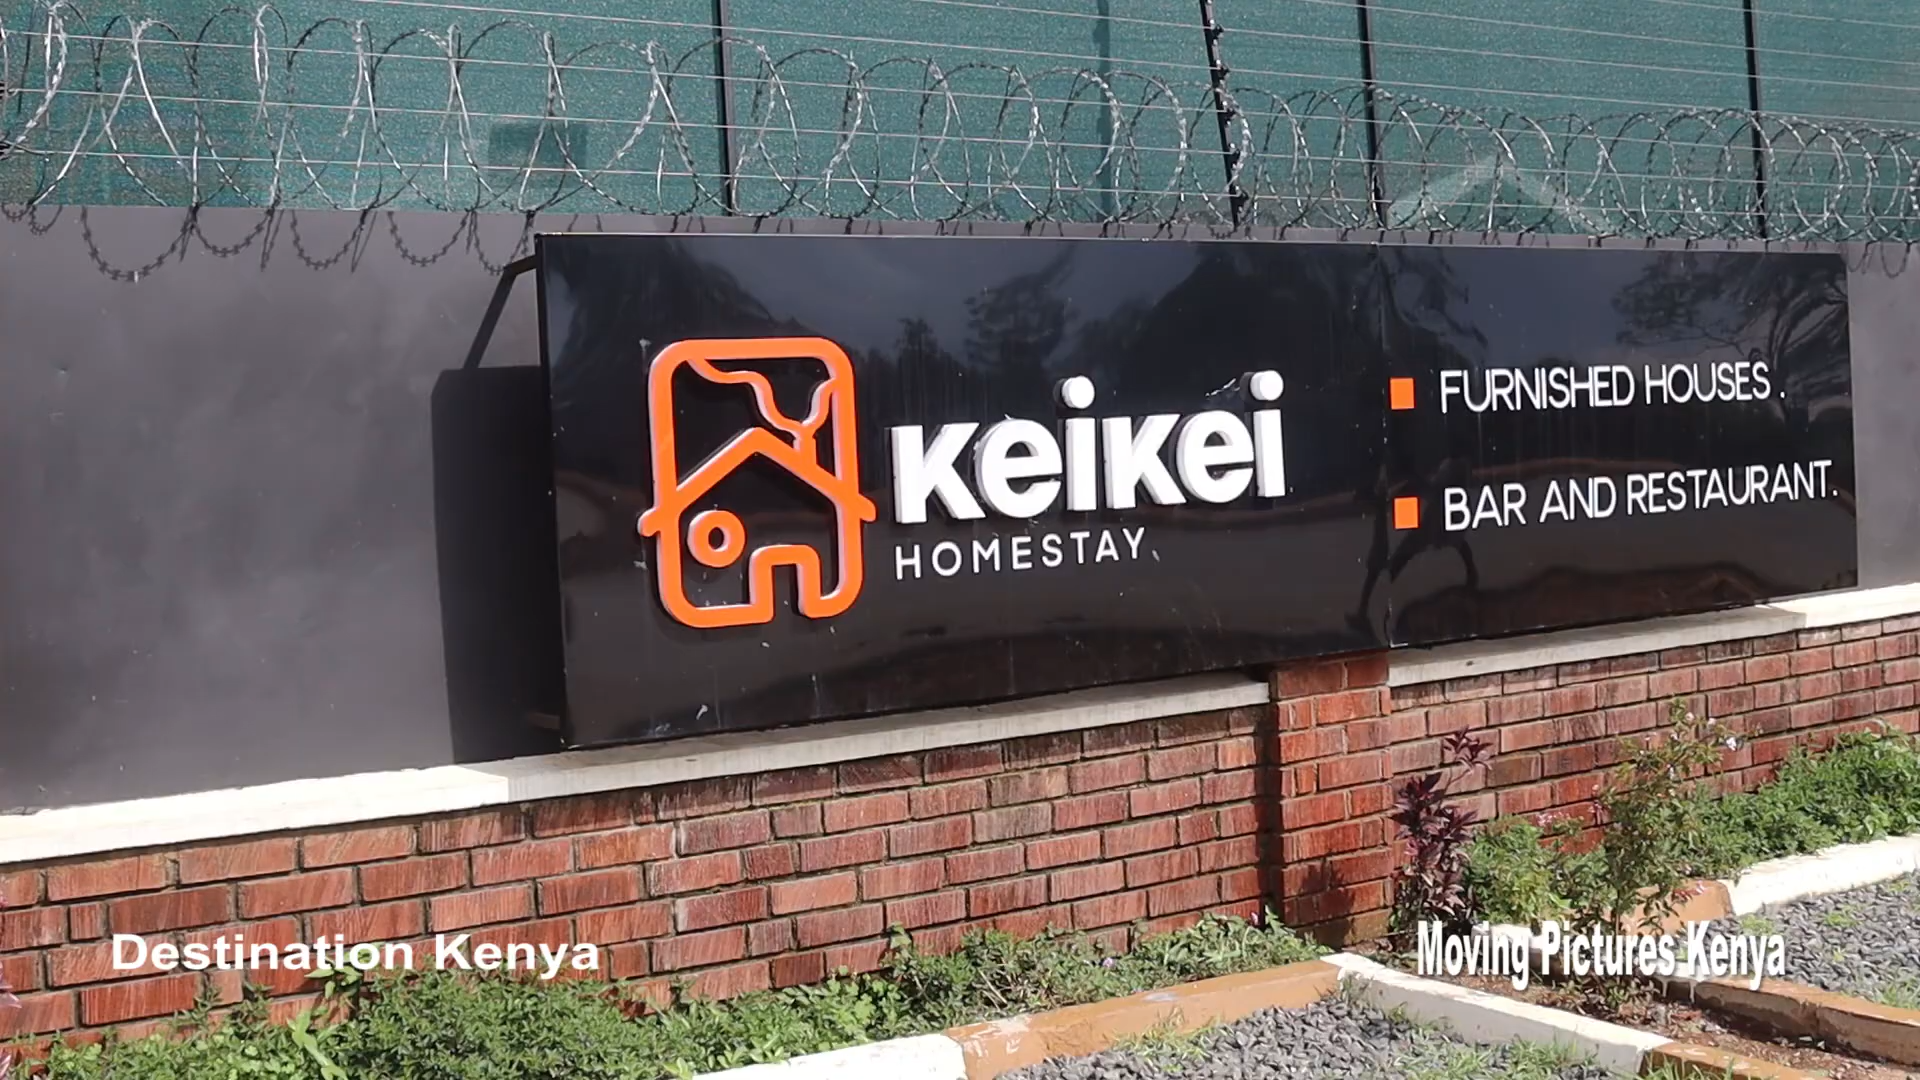 Keikei
HOMESTAY
FURNISHED HOUSES.
BAR AND RESTAURANT.
Destination Kenya
Moving Pictures Kenya